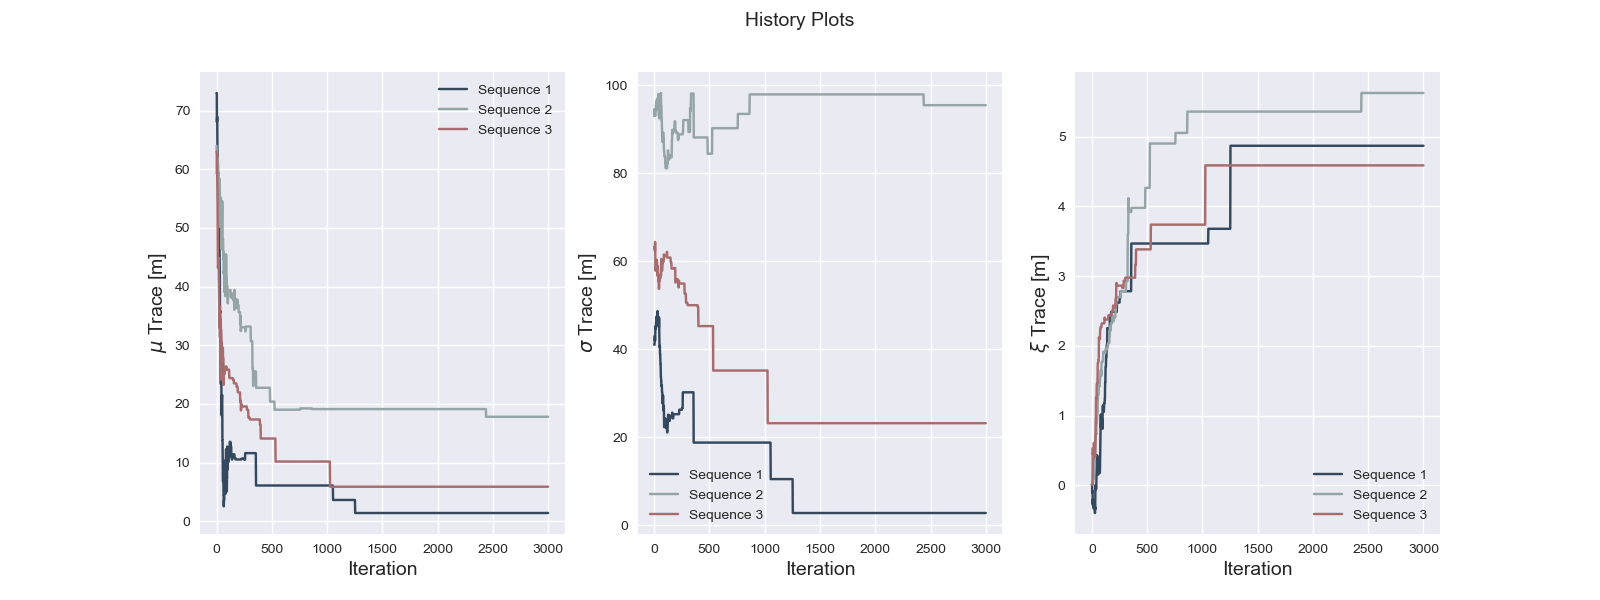 History Plots
μ Trace [m]
70
60
50
40
30
20
10
0
0 500 1000 1500 2000 2500 3000
Iteration
Sequence 1
Sequence 2
Sequence 3
σ Trace [m]
100
80
60
40
20
0
0 500 1000 1500 2000 2500 3000
Iteration
Sequence 1
Sequence 2
Sequence 3
ξ Trace [m]
5
4
3
2
1
0
0 500 1000 1500 2000 2500 3000
Iteration
Sequence 1
Sequence 2
Sequence 3